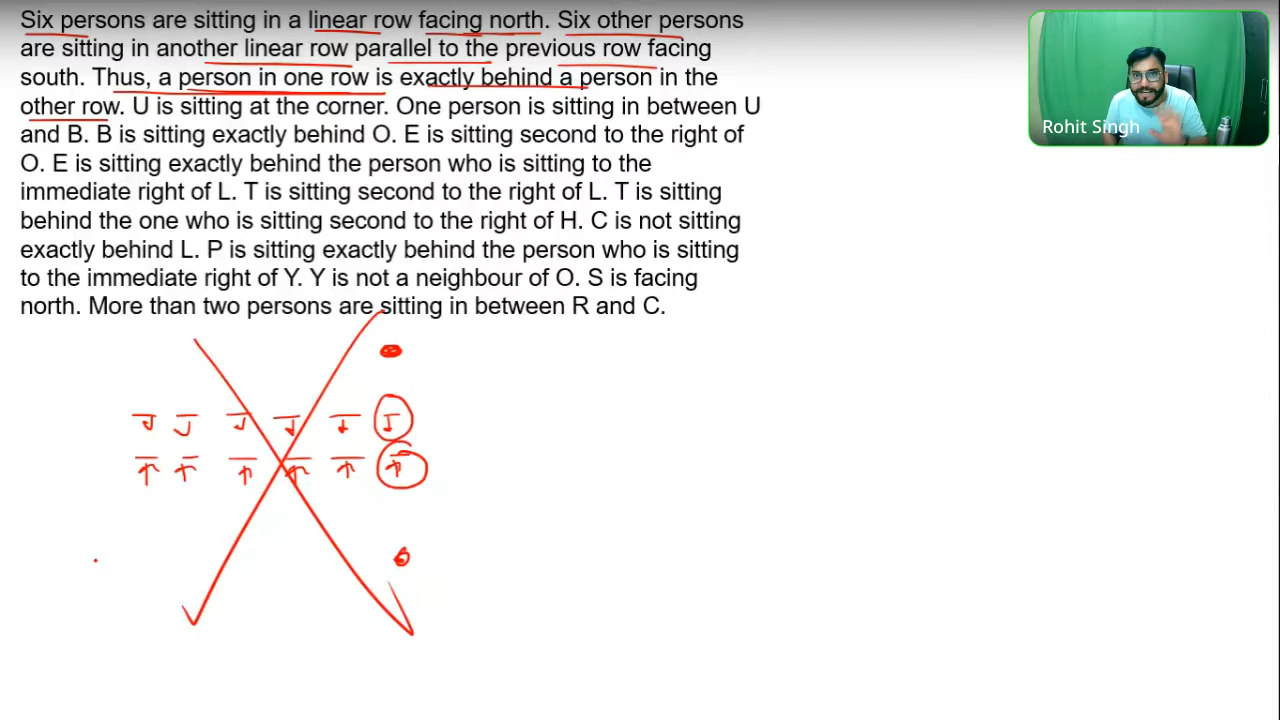 Six persons are sitting in a linear row facing north. Six other persons
are sitting in another linear row parallel to the previous row facing
south. Thus, a person in one row is exactly behind a person in the
other row. U is sitting at the corner. One person is sitting in between U
and B. B is sitting exactly behind O. E is sitting second to the right of
O. E is sitting exactly behind the person who is sitting to the
immediate right of L. T is sitting second to the right of L. T is sitting
behind the one who is sitting second to the right of H. C is not sitting
exactly behind L. P is sitting exactly behind the person who is sitting
to the immediate right of Y. Y is not a neighbour of O. S is facing
north. More than two persons are sitting in between R and C.
Rohit Singh